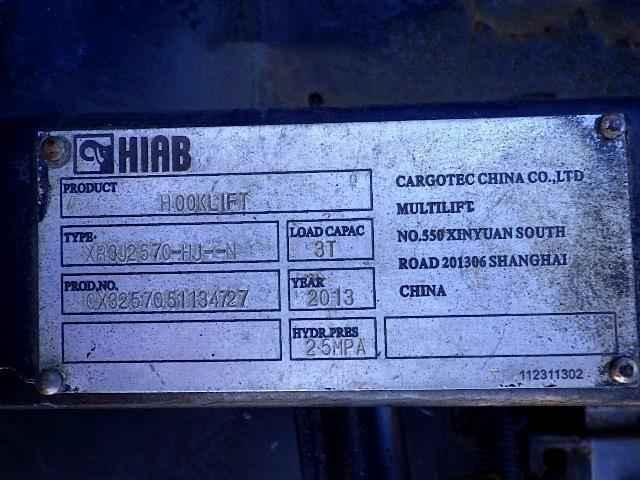 HIAB
PRODUCT
HOOKLIFT
TYPE
LOAD CAPAC
3T
PROD,NO.
YEAR
2013
HYDR.PRES
25MPA
CARGOTEC CHINA CO.,LTD
MULTILIFT
NO.550 XINYUAN SOUTH
ROAD 201306 SHANGHAI
CHINA
112311302